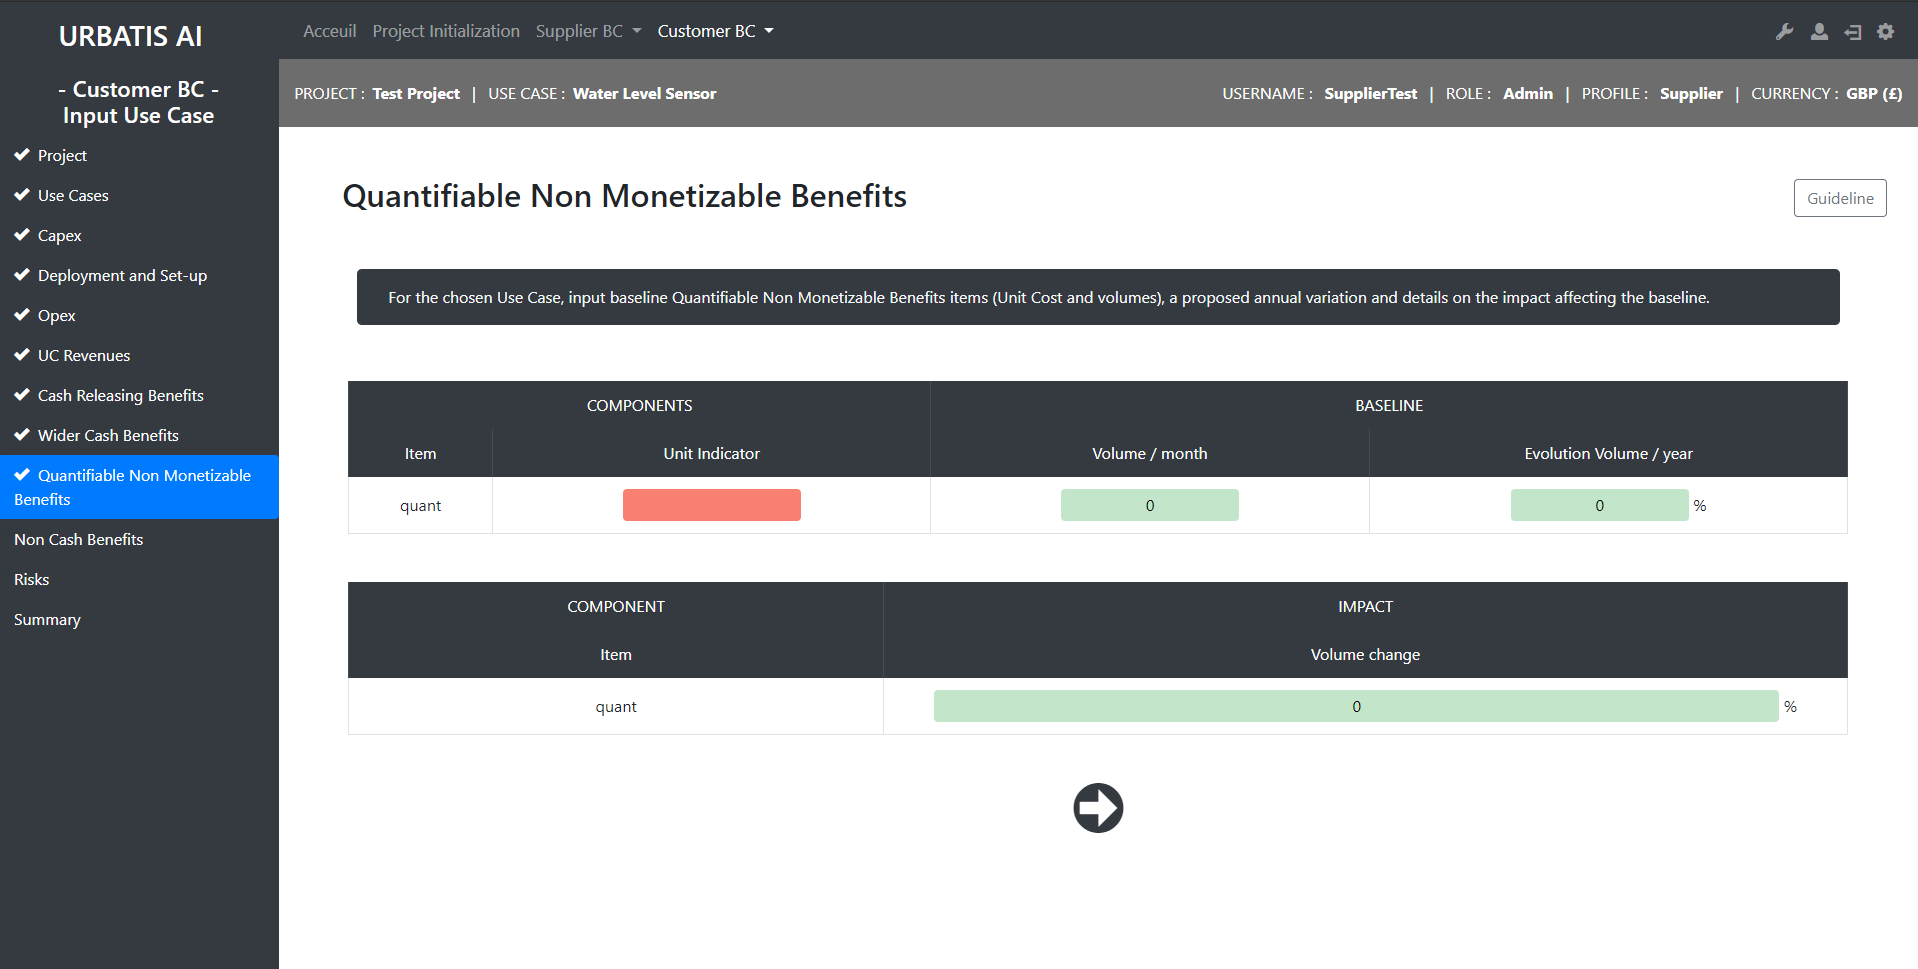 URBATIS AI
Acceuil Project Initialization Supplier BC Customer BC
- Customer BC -
Input Use Case
PROJECT : Test Project | USE CASE : Water Level Sensor
USERNAME : SupplierTest | ROLE : Admin | PROFILE : Supplier | CURRENCY : GBP (£)
Project
Use Cases
Capex
Deployment and Set-up
Opex
UC Revenues
Cash Releasing Benefits
Wider Cash Benefits
Quantifiable Non Monetizable
Benefits
Non Cash Benefits
Risks
Summary
Quantifiable Non Monetizable Benefits
Guideline
For the chosen Use Case, input baseline Quantifiable Non Monetizable Benefits items (Unit Cost and volumes), a proposed annual variation and details on the impact affecting the baseline.
COMPONENTS BASELINE
Item Unit Indicator Volume / month Evolution Volume / year
quant 0 0 %
COMPONENT IMPACT
Item Volume change
quant 0 %